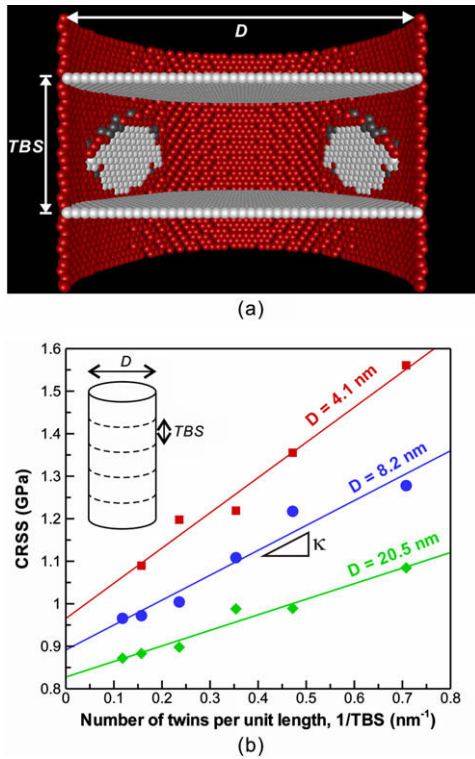 D
TBS
(a)
1.6
1.5
1.4
1.3
1.2
1.1
1
0.9
0.8
CRSS (GPa)
D
TBS
D = 4.1 nm
D = 8.2 nm
κ
D = 20.5 nm
0 0.1 0.2 0.3 0.4 0.5 0.6 0.7 0.8
Number of twins per unit length, 1/TBS (nm⁻¹)
(b)